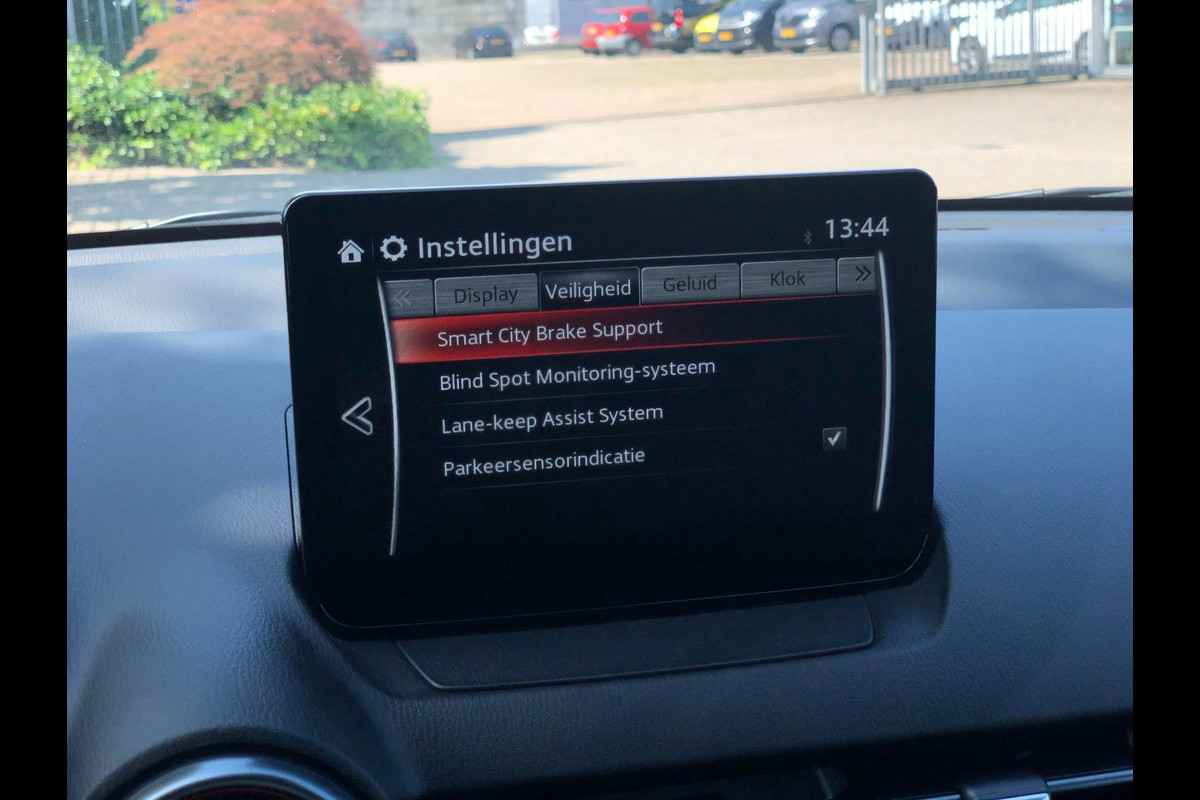 Instellingen
13:44
Display Veiligheid Geluid Klok
Smart City Brake Support
Blind Spot Monitoring-systeem
Lane-keep Assist System
Parkeersensorindicatie